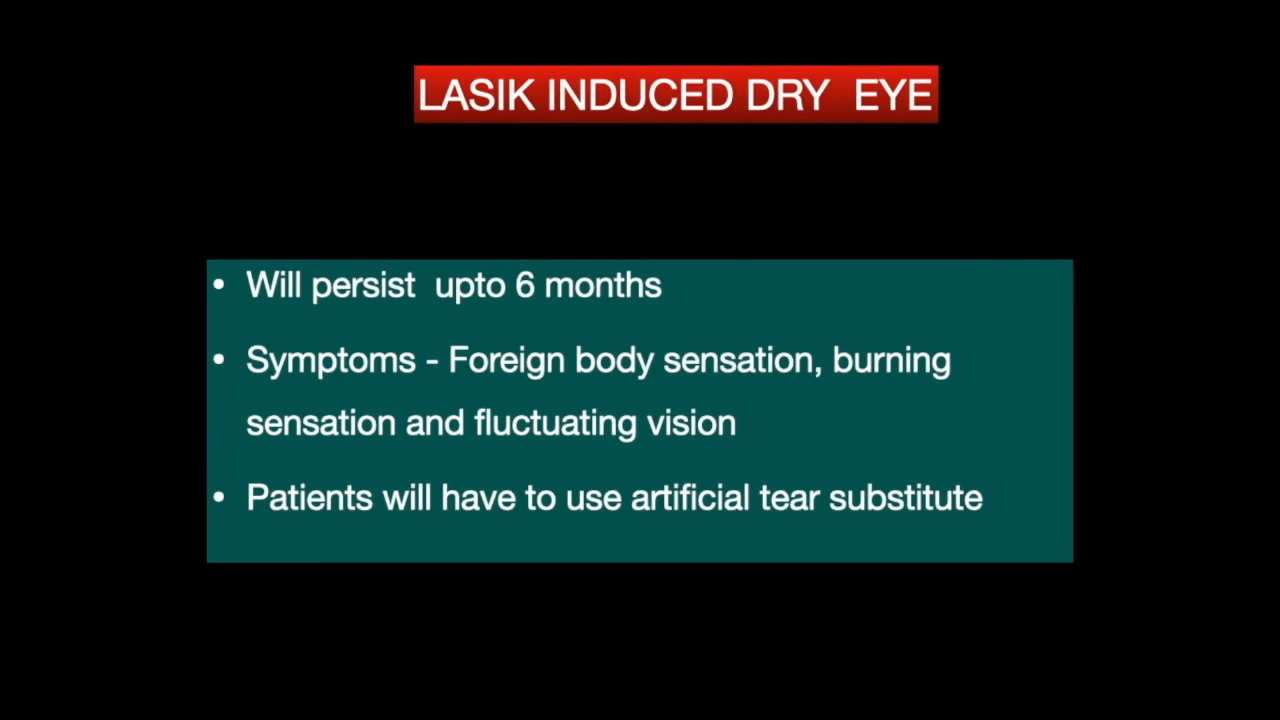 LASIK INDUCED DRY  EYE
• Will persist  upto 6 months
• Symptoms - Foreign body sensation, burning
sensation and fluctuating vision
• Patients will have to use artificial tear substitute